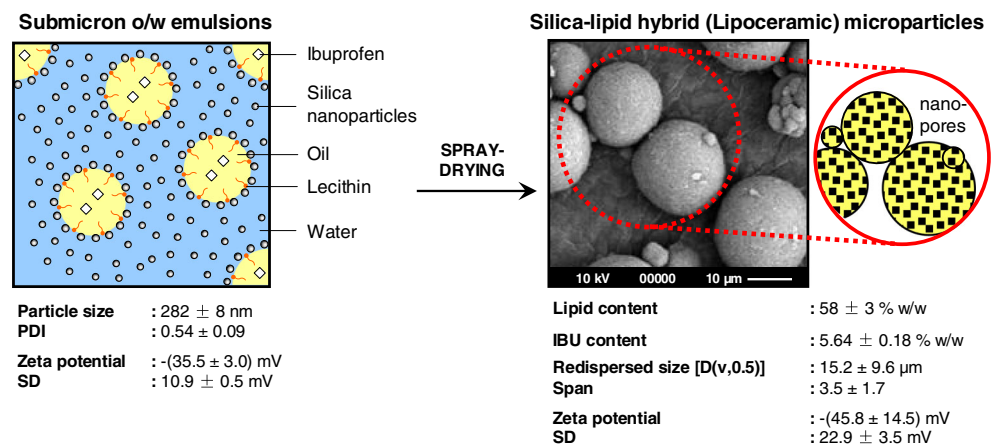 Submicron o/w emulsions
Ibuprofen
Silica
nanoparticles
Oil
Lecithin
Water
Particle size : 282 ± 8 nm
PDI : 0.54 ± 0.09
Zeta potential : -(35.5 ± 3.0) mV
SD : 10.9 ± 0.5 mV
SPRAY-
DRYING
Silica-lipid hybrid (Lipoceramic) microparticles
nano-
pores
10 kV 00000 10 µm
Lipid content : 58 ± 3 % w/w
IBU content : 5.64 ± 0.18 % w/w
Redispersed size [D(v,0.5)] : 15.2 ± 9.6 µm
Span : 3.5 ± 1.7
Zeta potential : -(45.8 ± 14.5) mV
SD : 22.9 ± 3.5 mV